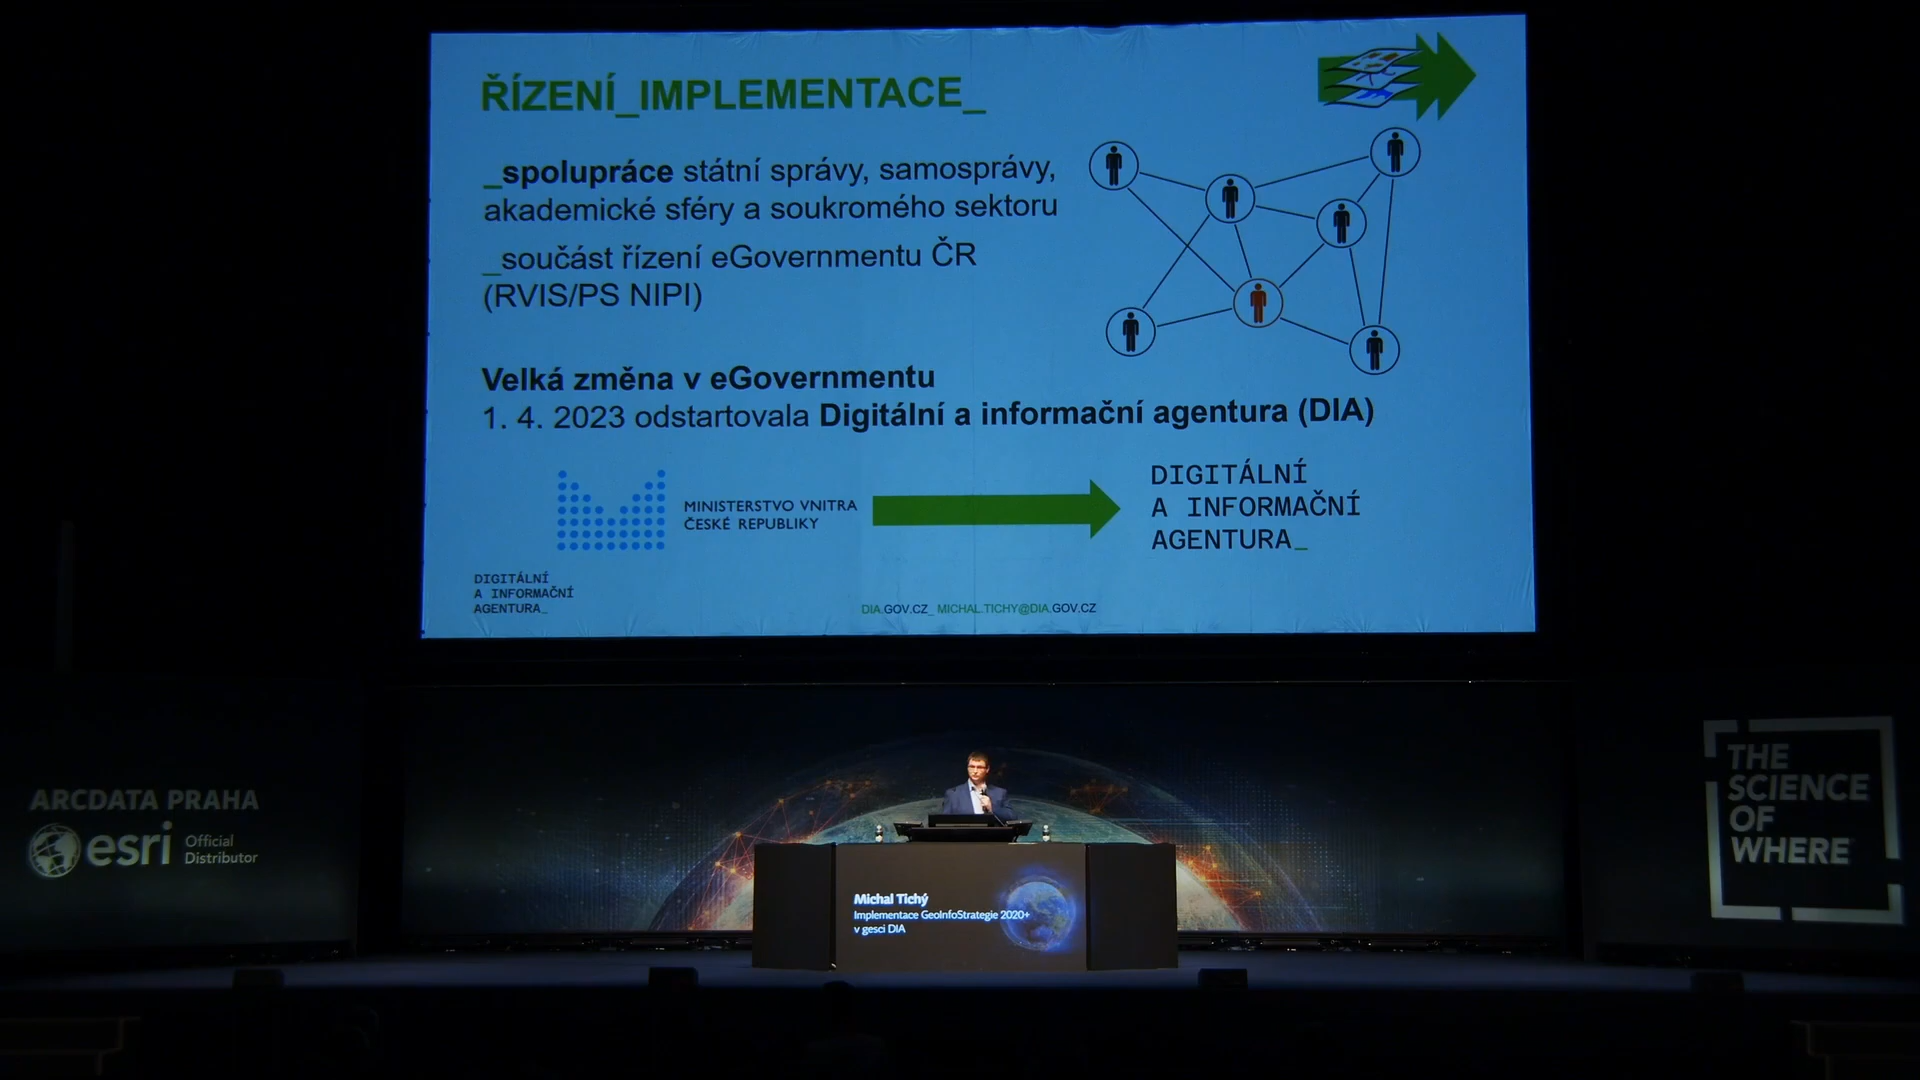 ŘÍZENÍ_IMPLEMENTACE_
_spolupráce státní správy, samosprávy,
akademické sféry a soukromého sektoru
_součást řízení eGovernmentu ČR
(RVIS/PS NIPI)
Velká změna v eGovernmentu
1. 4. 2023 odstartovala Digitální a informační agentura (DIA)
MINISTERSTVO VNITRA
ČESKÉ REPUBLIKY
DIGITÁLNÍ
A INFORMAČNÍ
AGENTURA_
DIGITÁLNÍ
A INFORMAČNÍ
AGENTURA_
DIA.GOV.CZ_ MICHAL.TICHY@DIA.GOV.CZ
ARCDATA PRAHA
esri Official
Distributor
Michal Tichý
Implementace GeoInfoStrategie 2020+
v gesci DIA
THE
SCIENCE
OF
WHERE